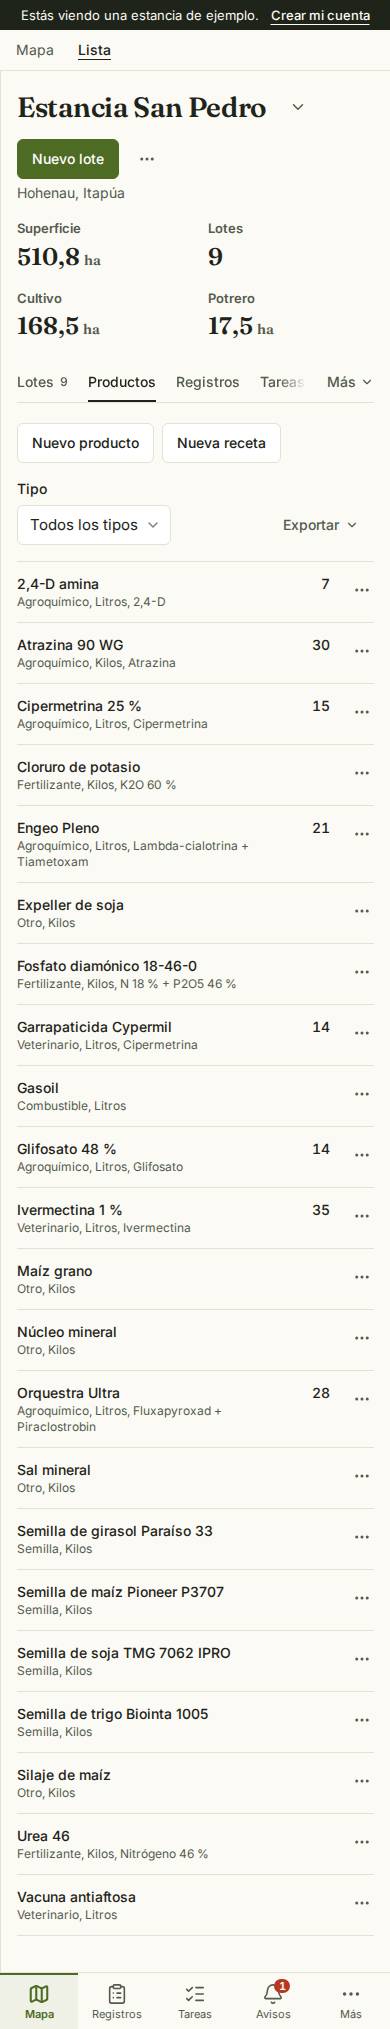 Estás viendo una estancia de ejemplo. Crear mi cuenta
Mapa Lista
Estancia San Pedro
Nuevo lote
Hohenau, Itapúa
Superficie Lotes
510,8 ha 9
Cultivo Potrero
168,5 ha 17,5 ha
Lotes 9 Productos Registros Tareas Más
Nuevo producto Nueva receta
Tipo
Todos los tipos Exportar
2,4-D amina 7
Agroquímico, Litros, 2,4-D
Atrazina 90 WG 30
Agroquímico, Kilos, Atrazina
Cipermetrina 25 % 15
Agroquímico, Litros, Cipermetrina
Cloruro de potasio
Fertilizante, Kilos, K2O 60 %
Engeo Pleno 21
Agroquímico, Litros, Lambda-cialotrina +
Tiametoxam
Expeller de soja
Otro, Kilos
Fosfato diamónico 18-46-0
Fertilizante, Kilos, N 18 % + P2O5 46 %
Garrapaticida Cypermil 14
Veterinario, Litros, Cipermetrina
Gasoil
Combustible, Litros
Glifosato 48 % 14
Agroquímico, Litros, Glifosato
Ivermectina 1 % 35
Veterinario, Litros, Ivermectina
Maíz grano
Otro, Kilos
Núcleo mineral
Otro, Kilos
Orquestra Ultra 28
Agroquímico, Litros, Fluxapyroxad +
Piraclostrobin
Sal mineral
Otro, Kilos
Semilla de girasol Paraíso 33
Semilla, Kilos
Semilla de maíz Pioneer P3707
Semilla, Kilos
Semilla de soja TMG 7062 IPRO
Semilla, Kilos
Semilla de trigo Biointa 1005
Semilla, Kilos
Silaje de maíz
Otro, Kilos
Urea 46
Fertilizante, Kilos, Nitrógeno 46 %
Vacuna antiaftosa
Veterinario, Litros
1
Mapa Registros Tareas Avisos Más